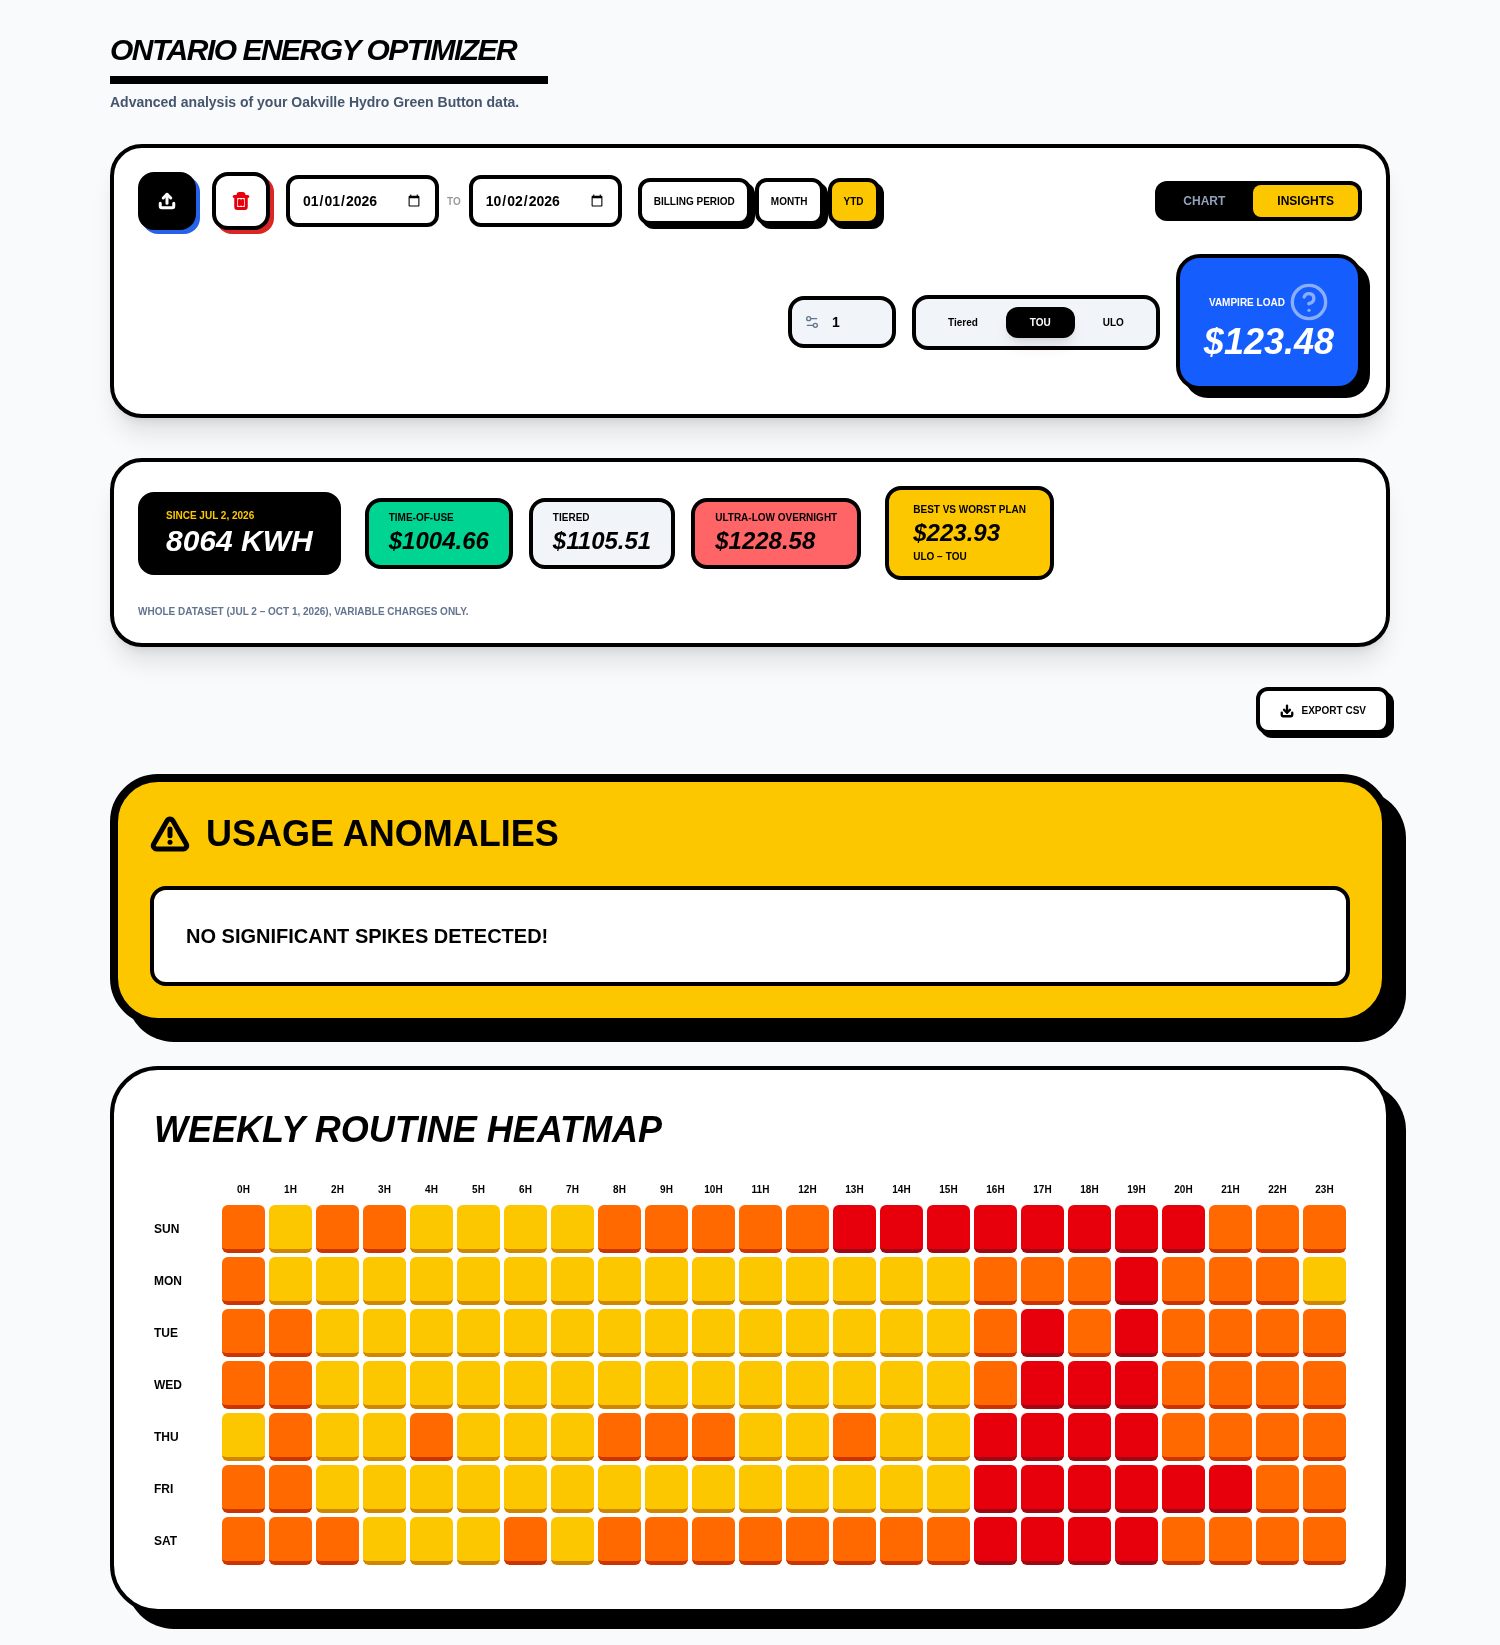 ONTARIO ENERGY OPTIMIZER
Advanced analysis of your Oakville Hydro Green Button data.
01/01/2026 TO 10/02/2026 BILLING PERIOD MONTH YTD CHART INSIGHTS
1 Tiered TOU ULO
VAMPIRE LOAD
$123.48
SINCE JUL 2, 2026
8064 KWH
TIME-OF-USE
$1004.66
TIERED
$1105.51
ULTRA-LOW OVERNIGHT
$1228.58
BEST VS WORST PLAN
$223.93
ULO – TOU
WHOLE DATASET (JUL 2 – OCT 1, 2026), VARIABLE CHARGES ONLY.
EXPORT CSV
USAGE ANOMALIES
NO SIGNIFICANT SPIKES DETECTED!
WEEKLY ROUTINE HEATMAP
0H 1H 2H 3H 4H 5H 6H 7H 8H 9H 10H 11H 12H 13H 14H 15H 16H 17H 18H 19H 20H 21H 22H 23H
SUN
MON
TUE
WED
THU
FRI
SAT